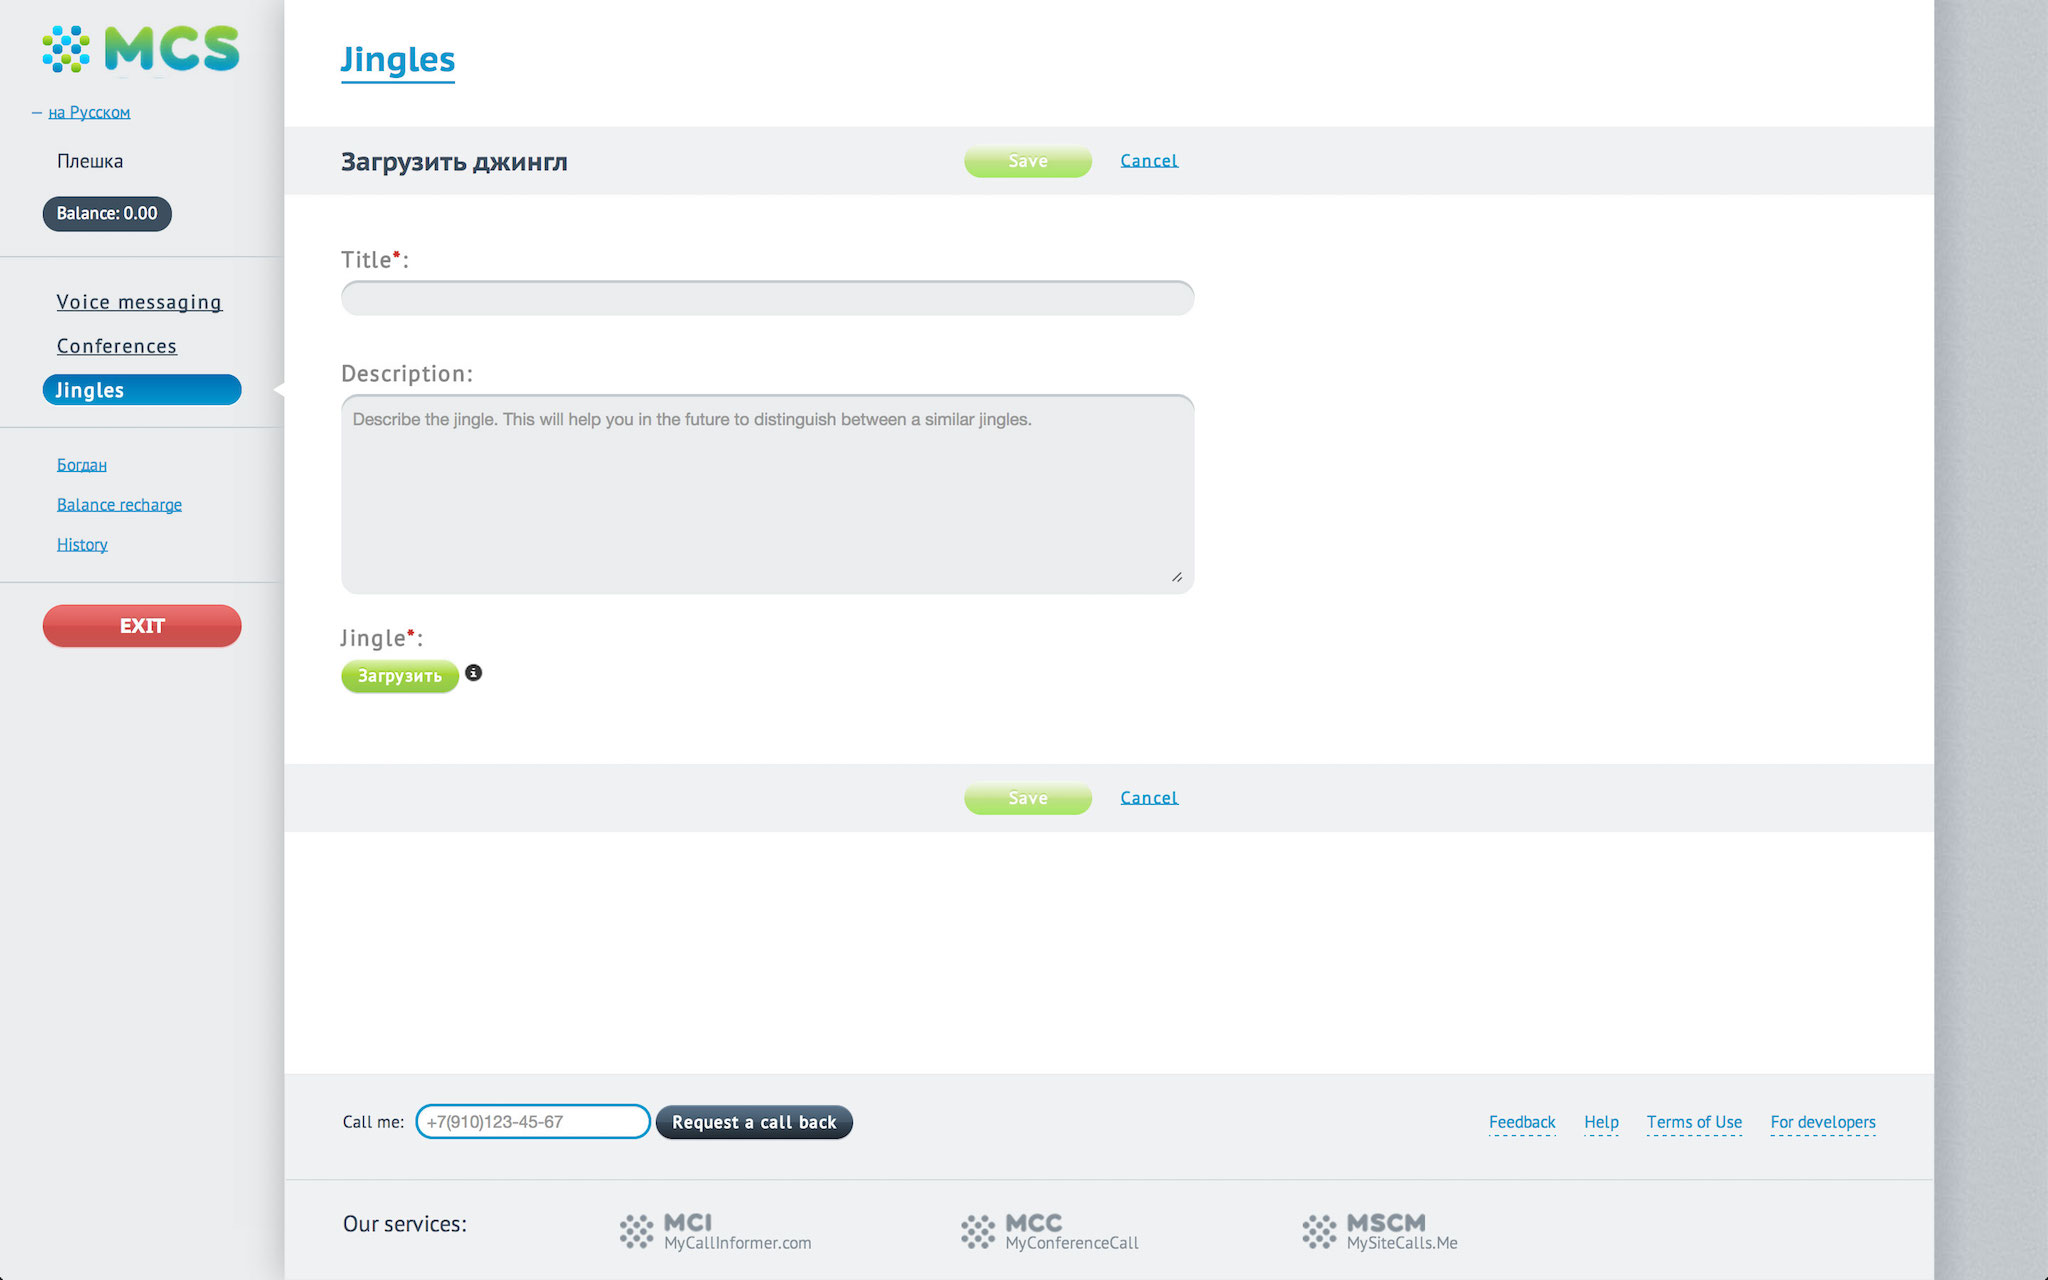 MCS
– на Русском
Плешка
Balance: 0.00
Voice messaging
Conferences
Jingles
Богдан
Balance recharge
History
EXIT
Jingles
Загрузить джингл
Save Cancel
Title*:
Description:
Describe the jingle. This will help you in the future to distinguish between a similar jingles.
Jingle*:
Загрузить
Save Cancel
Call me: +7(910)123-45-67 Request a call back
Feedback Help Terms of Use For developers
Our services:
MCI
MyCallInformer.com
MCC
MyConferenceCall
MSCM
MySiteCalls.Me